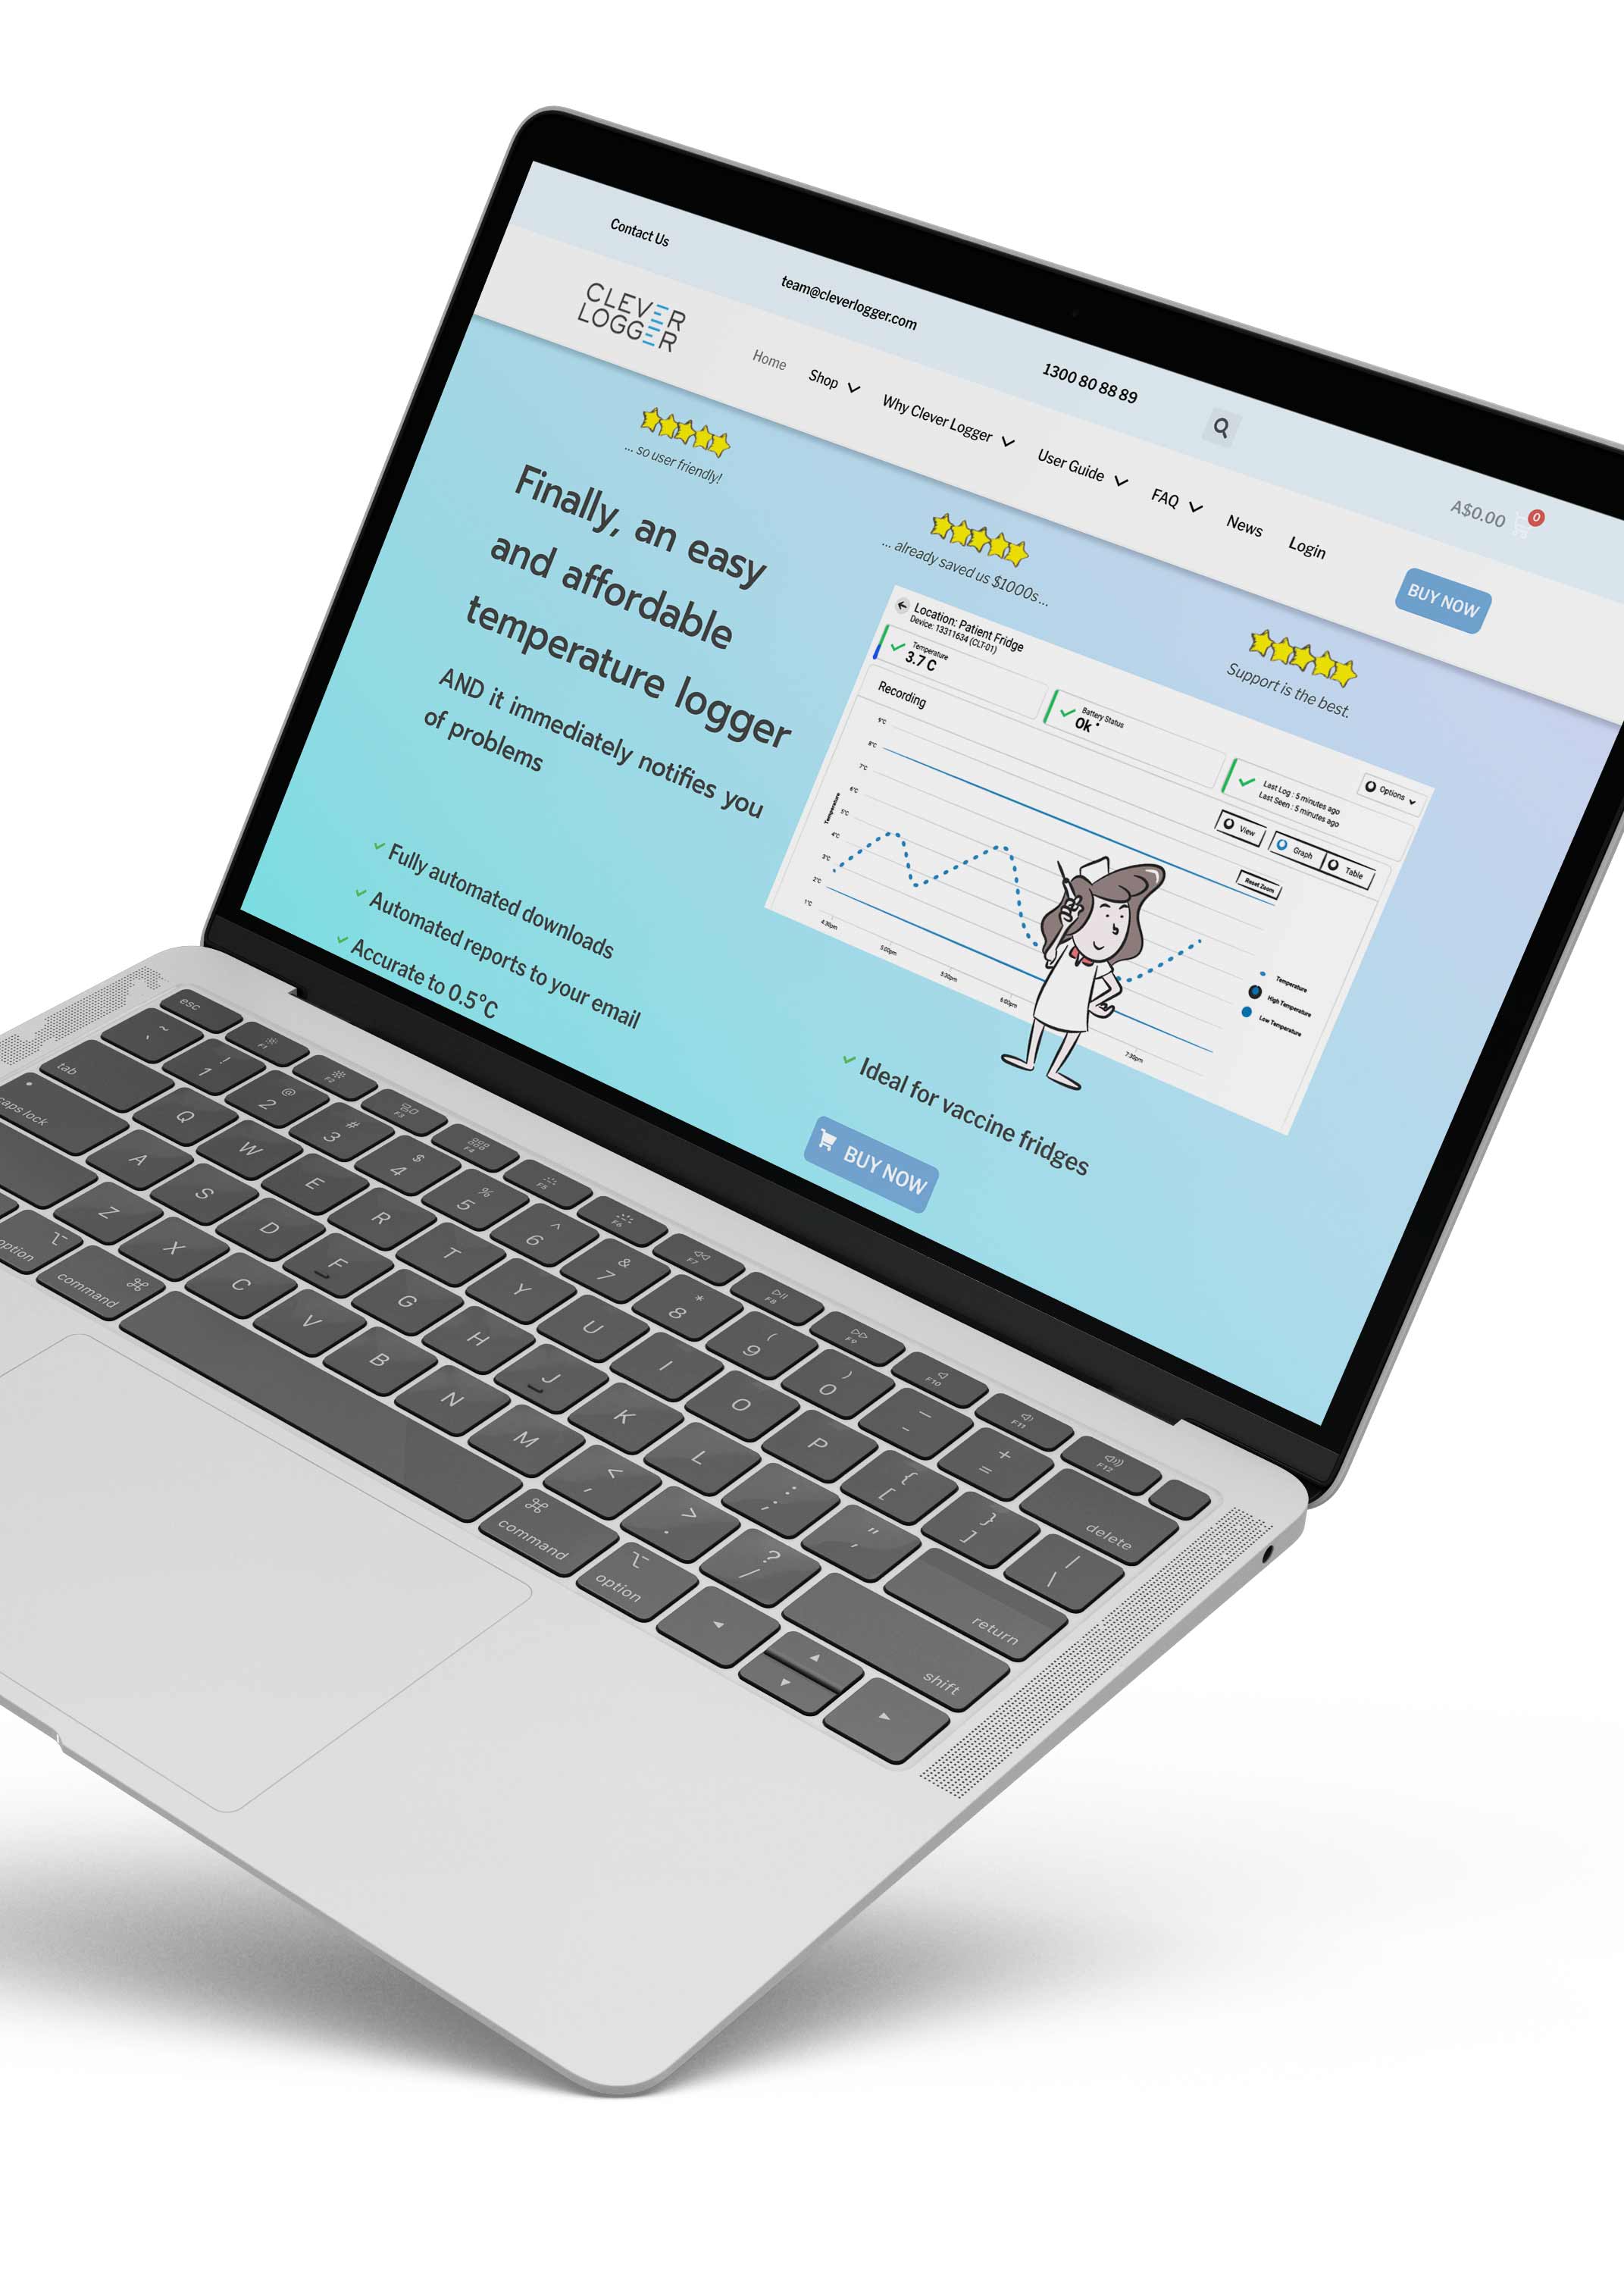 Contact Us
team@cleverlogger.com
1300 80 88 89
A$0.00
0
CLEVER
LOGGER
Home
Shop
Why Clever Logger
User Guide
FAQ
News
Login
BUY NOW
... so user friendly!
... already saved us $1000s...
Support is the best.
Finally, an easy
and affordable
temperature logger
AND it immediately notifies you
of problems
Fully automated downloads
Automated reports to your email
Accurate to 0.5°C
Ideal for vaccine fridges
BUY NOW
Location: Patient Fridge
Device: 13311634 (CLT-01)
Options
Temperature
3.7 C
Battery Status
Ok *
Last Log : 5 minutes ago
Last Seen : 5 minutes ago
Recording
View
Graph
Table
Reset Zoom
Temperature
9°C
8°C
7°C
6°C
5°C
4°C
3°C
2°C
1°C
4:30pm
5:00pm
5:30pm
6:00pm
7:30pm
Temperature
High Temperature
Low Temperature
esc
F1
F2
F3
F4
F5
F6
F7
F8
F9
F10
F11
F12
~ `
! 1
@ 2
# 3
$ 4
% 5
^ 6
& 7
* 8
( 9
) 0
— -
+ =
delete
tab
Q
W
E
R
T
Y
U
I
O
P
{ [
} ]
| \
caps lock
A
S
D
F
G
H
J
K
L
: ;
" '
return
Z
X
C
V
B
N
M
< ,
> .
? /
shift
option
command
command
option